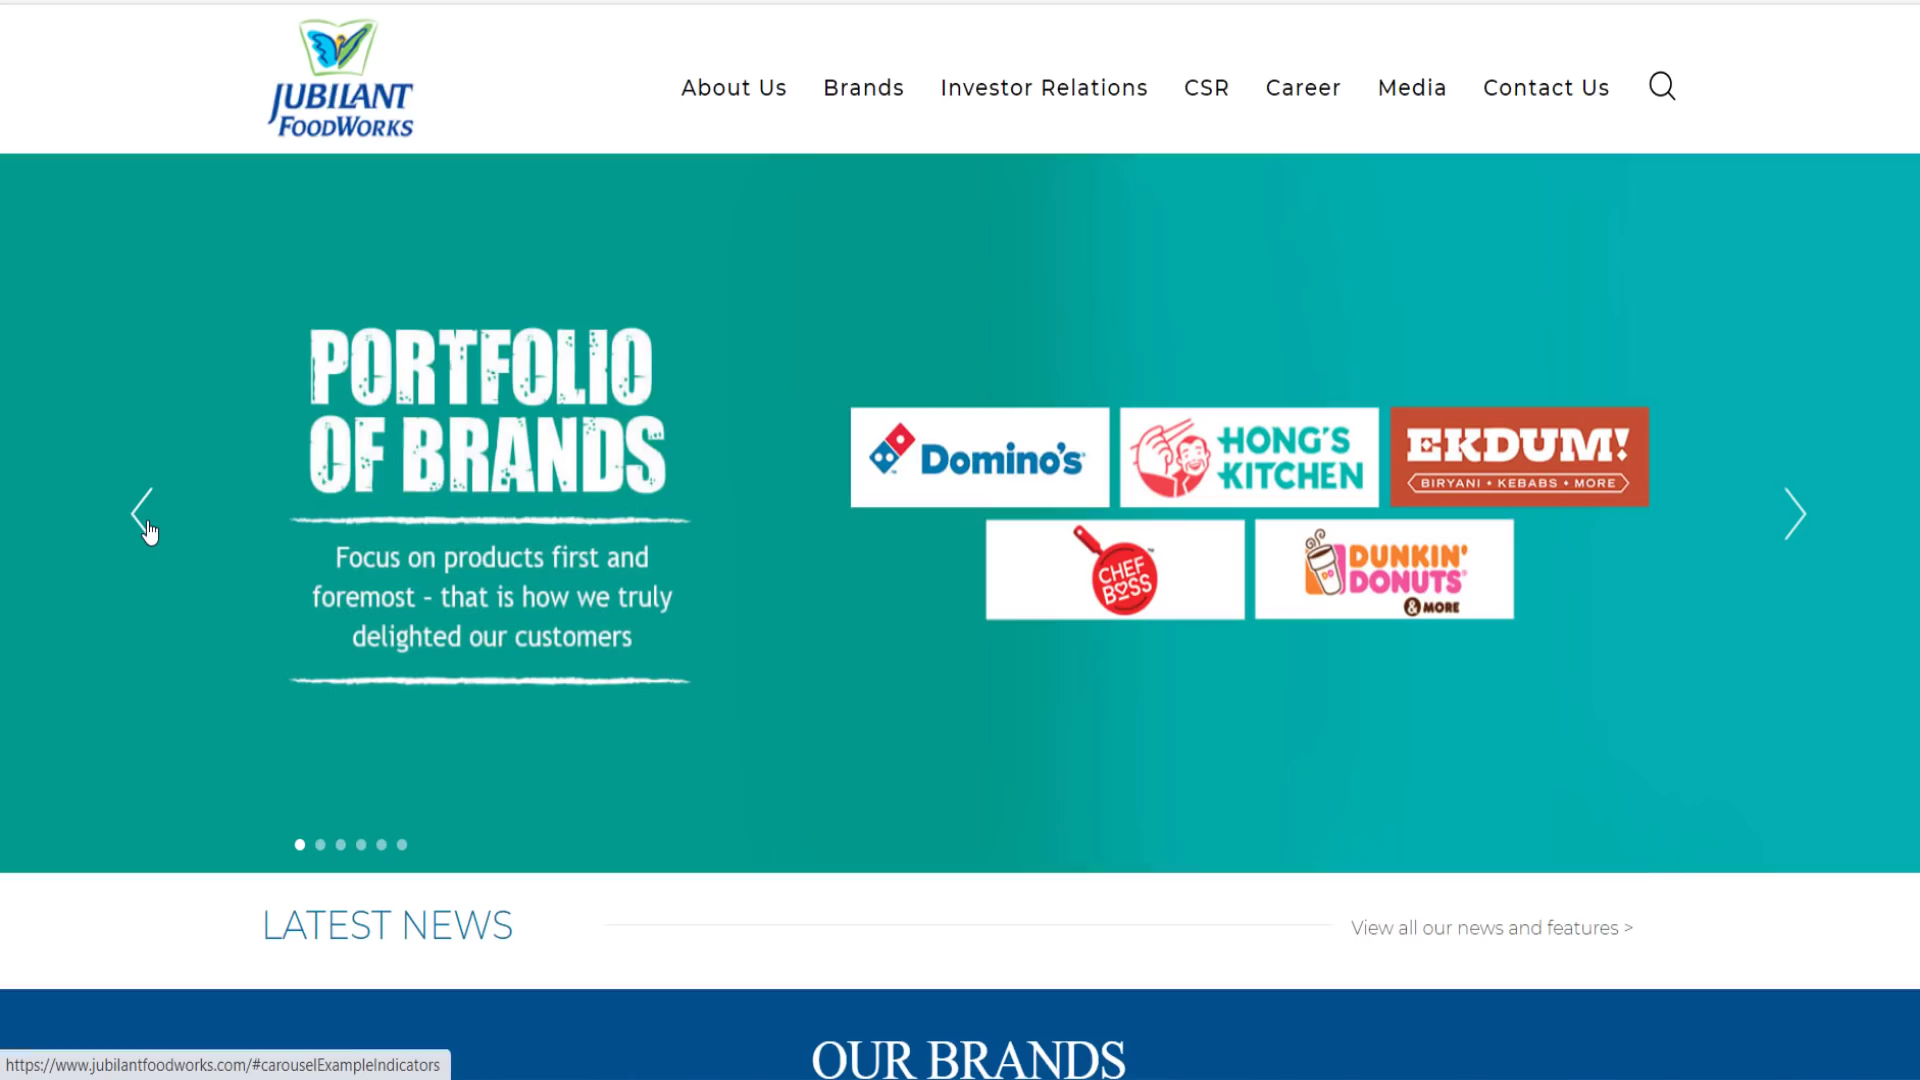 JUBILANT
FOODWORKS
About Us Brands Investor Relations CSR Career Media Contact Us
PORTFOLIO
OF BRANDS
Focus on products first and
foremost - that is how we truly
delighted our customers
Domino's
HONG'S
KITCHEN
EKDUM!
BIRYANI • KEBABS • MORE
CHEF
BOSS
DUNKIN'
DONUTS
& MORE
DD
LATEST NEWS
View all our news and features >
OUR BRANDS
https://www.jubilantfoodworks.com/#carouselExampleIndicators